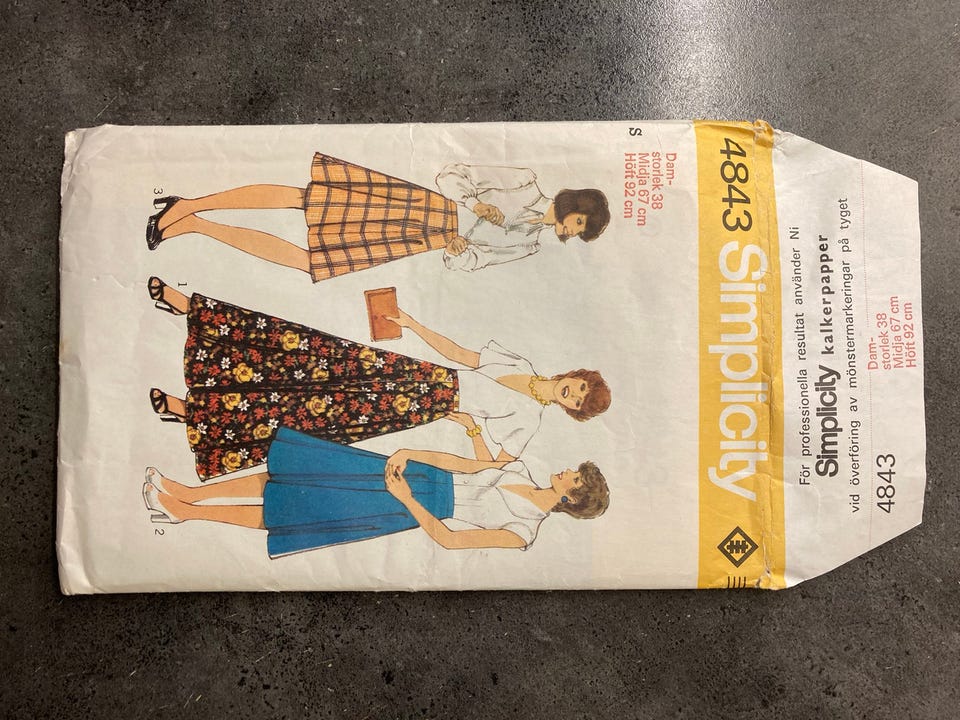 För professionella resultat använder Ni
Simplicity kalkerpapper
vid överföring av mönstermarkeringar på tyget
4843
Dam-
storlek 38
Midja 67 cm
Höft 92 cm
4843 Simplicity
Dam-
storlek 38
Midja 67 cm
Höft 92 cm
S
3
1
2